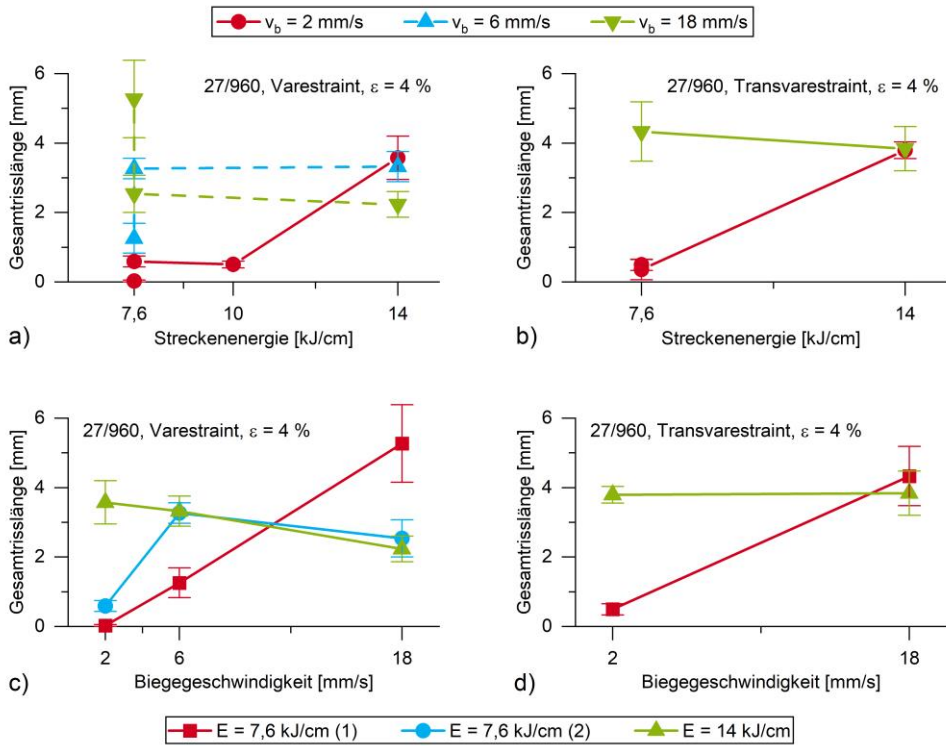 v_b = 2 mm/s v_b = 6 mm/s v_b = 18 mm/s
27/960, Varestraint, ε = 4 %
Gesamtrisslänge [mm]
6
4
2
0
7,6 10 14
Streckenenergie [kJ/cm]
a)
27/960, Transvarestraint, ε = 4 %
Gesamtrisslänge [mm]
6
4
2
0
7,6 14
Streckenenergie [kJ/cm]
b)
27/960, Varestraint, ε = 4 %
Gesamtrisslänge [mm]
6
4
2
0
2 6 18
Biegegeschwindigkeit [mm/s]
c)
27/960, Transvarestraint, ε = 4 %
Gesamtrisslänge [mm]
6
4
2
0
2 18
Biegegeschwindigkeit [mm/s]
d)
E = 7,6 kJ/cm (1) E = 7,6 kJ/cm (2) E = 14 kJ/cm